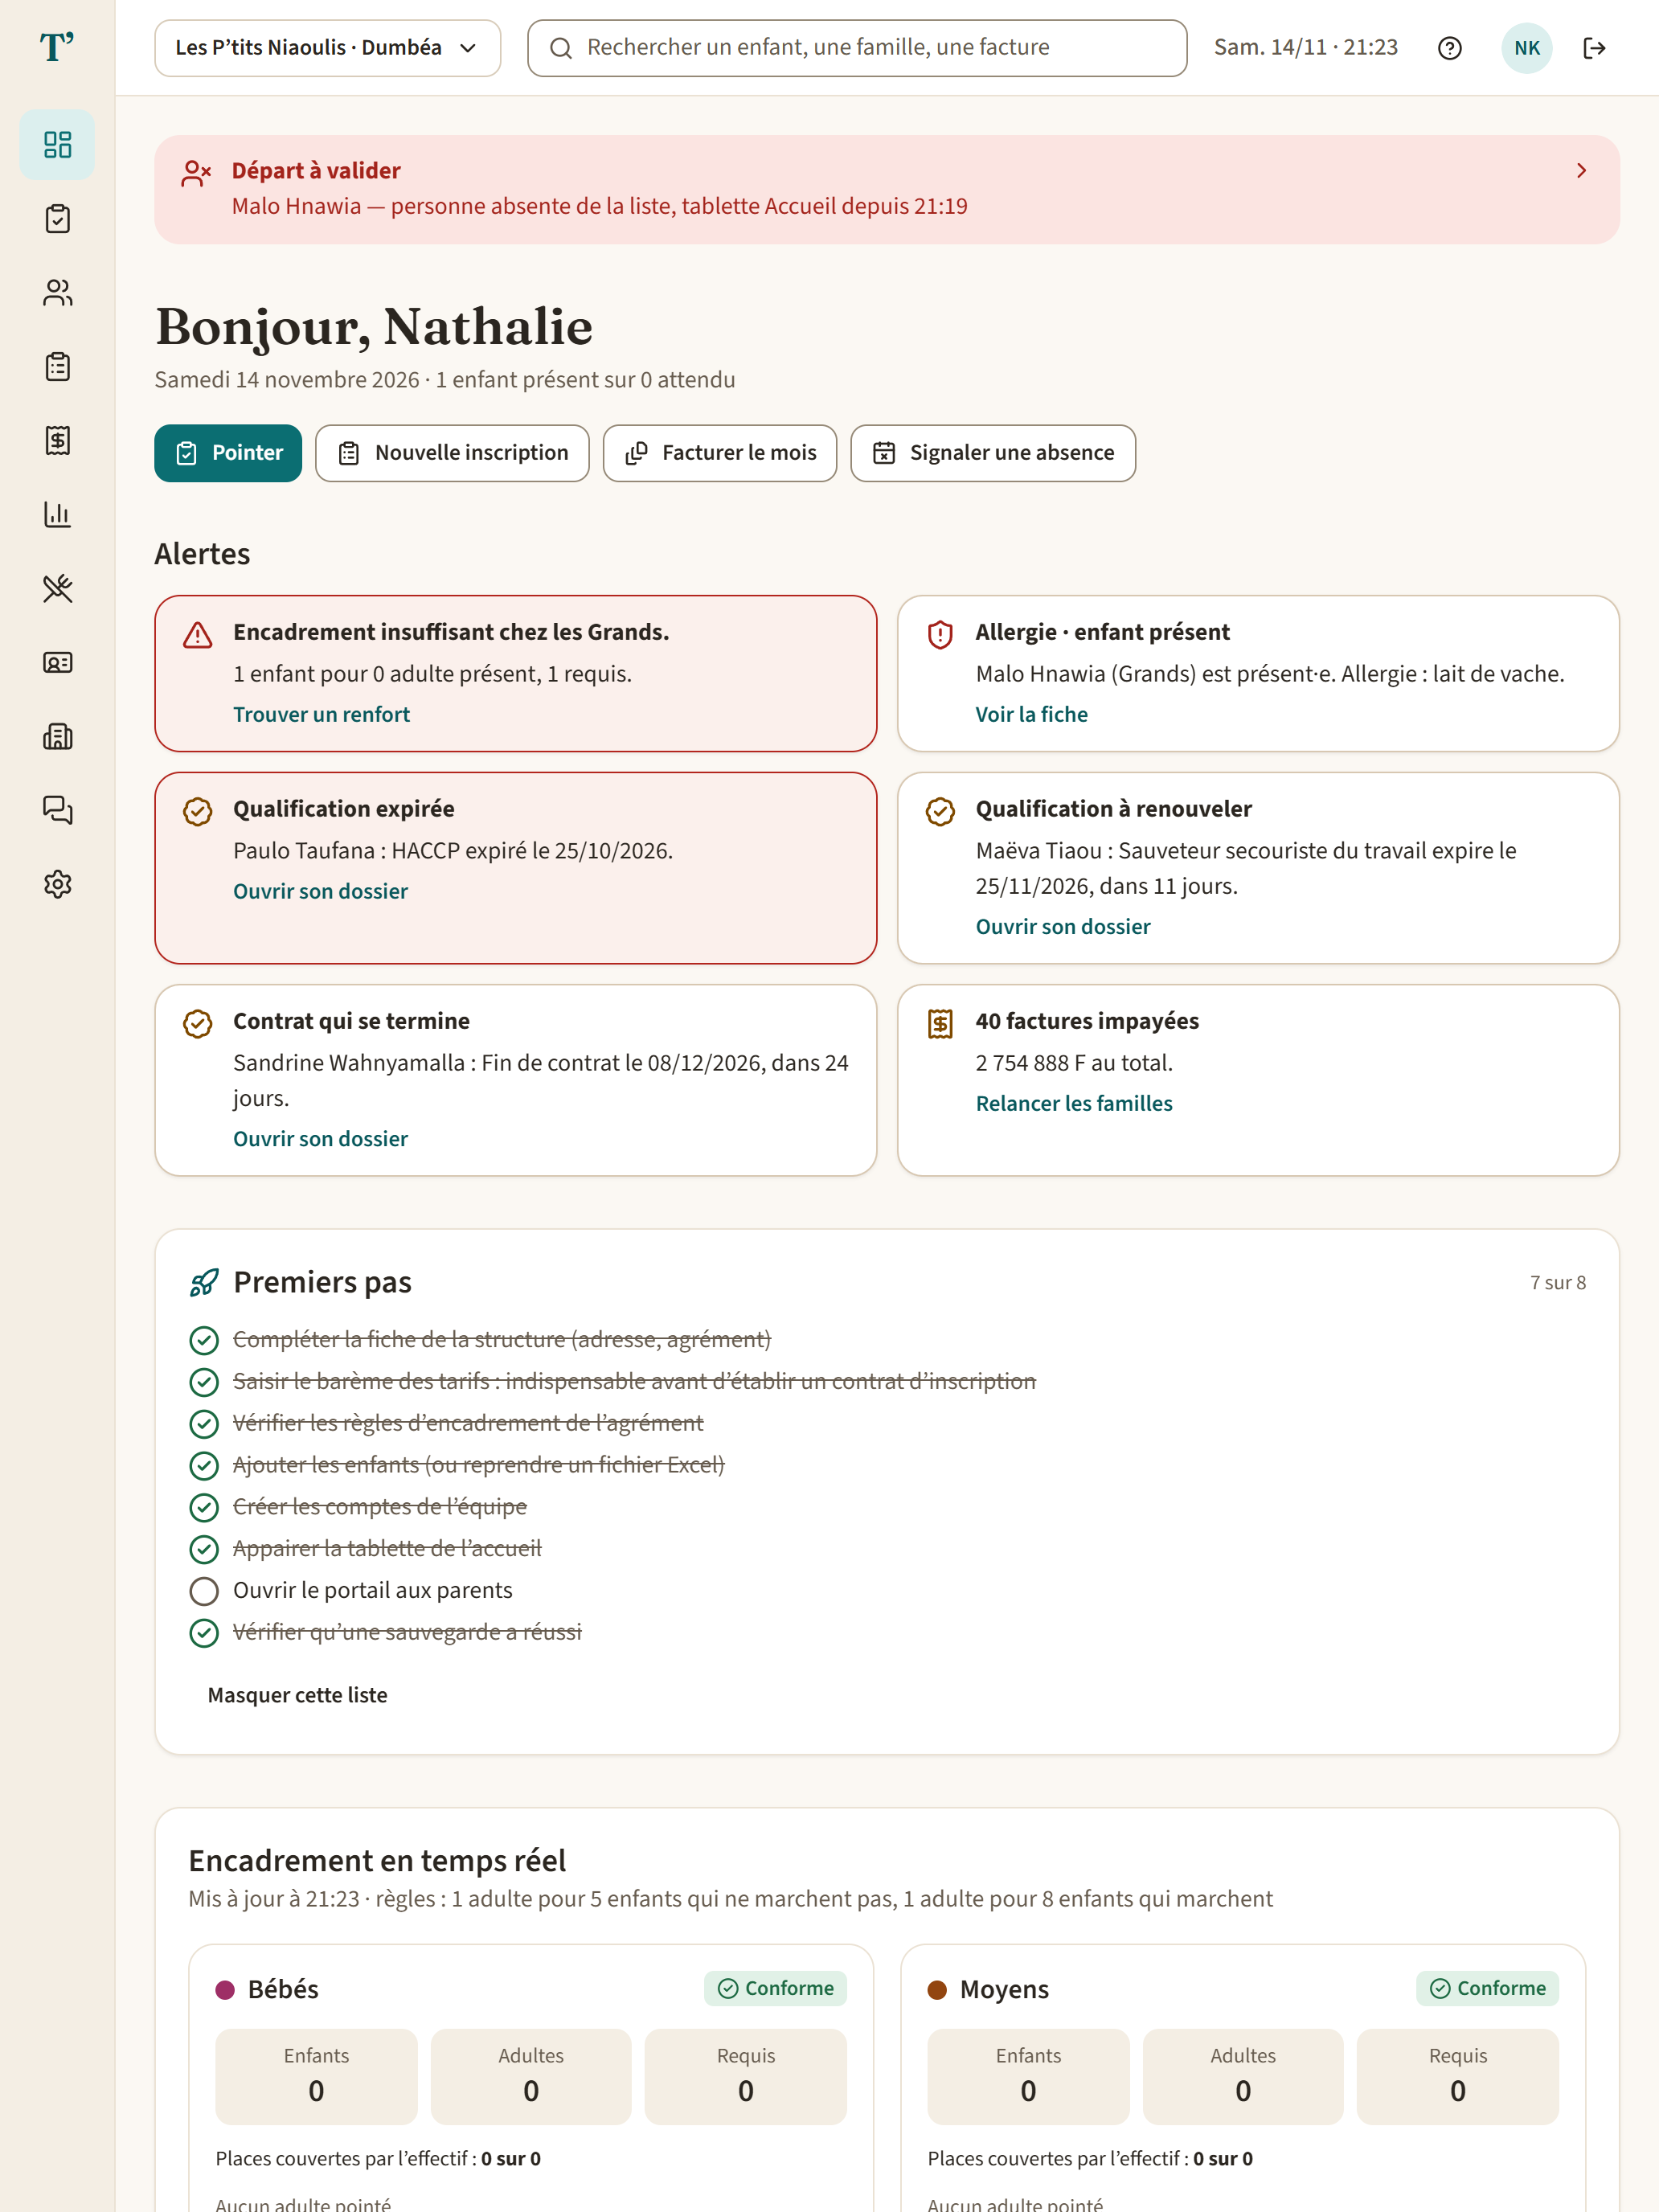 T’
Les P’tits Niaoulis · Dumbéa
Rechercher un enfant, une famille, une facture
Sam. 14/11 · 21:23
NK
Départ à valider
Malo Hnawia — personne absente de la liste, tablette Accueil depuis 21:19
Bonjour, Nathalie
Samedi 14 novembre 2026 · 1 enfant présent sur 0 attendu
Pointer
Nouvelle inscription
Facturer le mois
Signaler une absence
Alertes
Encadrement insuffisant chez les Grands.
1 enfant pour 0 adulte présent, 1 requis.
Trouver un renfort
Allergie · enfant présent
Malo Hnawia (Grands) est présent·e. Allergie : lait de vache.
Voir la fiche
Qualification expirée
Paulo Taufana : HACCP expiré le 25/10/2026.
Ouvrir son dossier
Qualification à renouveler
Maëva Tiaou : Sauveteur secouriste du travail expire le
25/11/2026, dans 11 jours.
Ouvrir son dossier
Contrat qui se termine
Sandrine Wahnyamalla : Fin de contrat le 08/12/2026, dans 24
jours.
Ouvrir son dossier
40 factures impayées
2 754 888 F au total.
Relancer les familles
Premiers pas
7 sur 8
Compléter la fiche de la structure (adresse, agrément)
Saisir le barème des tarifs : indispensable avant d’établir un contrat d’inscription
Vérifier les règles d’encadrement de l’agrément
Ajouter les enfants (ou reprendre un fichier Excel)
Créer les comptes de l’équipe
Appairer la tablette de l’accueil
Ouvrir le portail aux parents
Vérifier qu’une sauvegarde a réussi
Masquer cette liste
Encadrement en temps réel
Mis à jour à 21:23 · règles : 1 adulte pour 5 enfants qui ne marchent pas, 1 adulte pour 8 enfants qui marchent
Bébés
Conforme
Enfants
0
Adultes
0
Requis
0
Places couvertes par l’effectif : 0 sur 0
Aucun adulte pointé
Moyens
Conforme
Enfants
0
Adultes
0
Requis
0
Places couvertes par l’effectif : 0 sur 0
Aucun adulte pointé